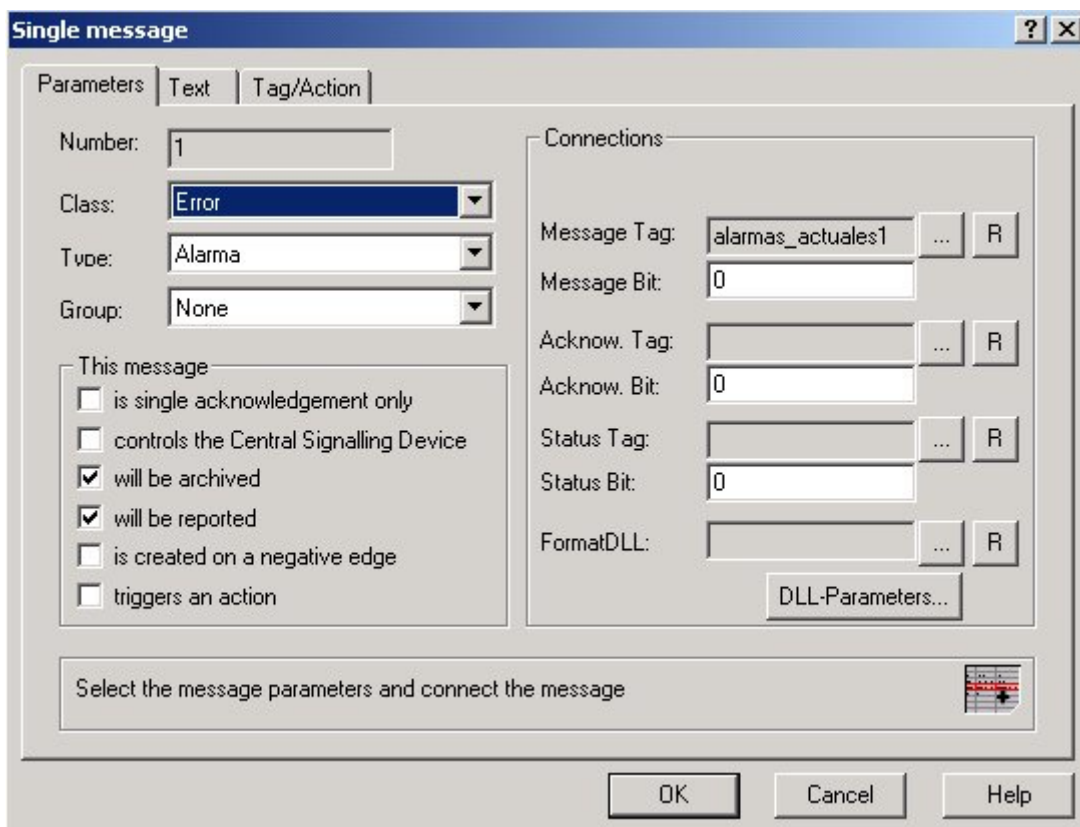 Single message
Parameters Text Tag/Action
Number: 1
Class: Error
Type: Alarma
Group: None
This message
is single acknowledgement only
controls the Central Signalling Device
will be archived
will be reported
is created on a negative edge
triggers an action
Connections
Message Tag: alarmas_actuales1 ... R
Message Bit: 0
Acknow. Tag: ... R
Acknow. Bit: 0
Status Tag: ... R
Status Bit: 0
FormatDLL: ... R
DLL-Parameters...
Select the message parameters and connect the message
OK Cancel Help